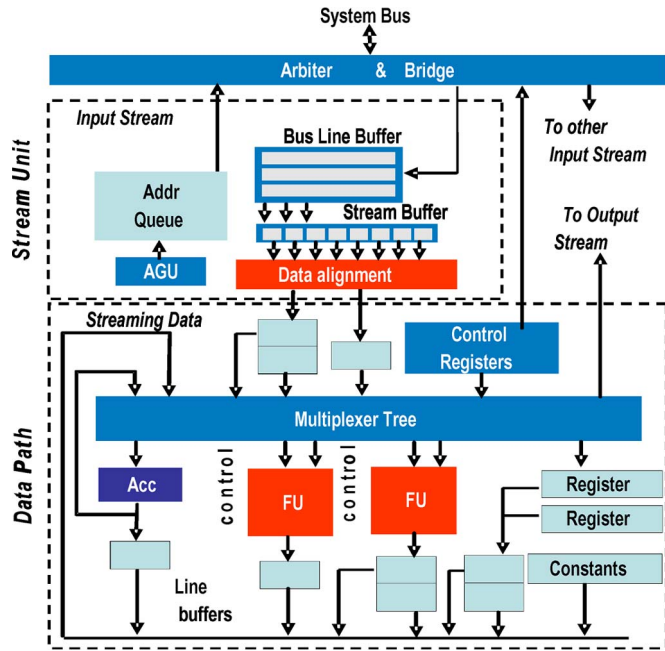 System Bus
Arbiter & Bridge
Input Stream
Bus Line Buffer
To other
Input Stream
Stream Unit
Addr
Queue
Stream Buffer
To Output
Stream
AGU
Data alignment
Streaming Data
Control
Registers
Multiplexer Tree
Data Path
Acc
control
FU
control
FU
Register
Register
Line
buffers
Constants